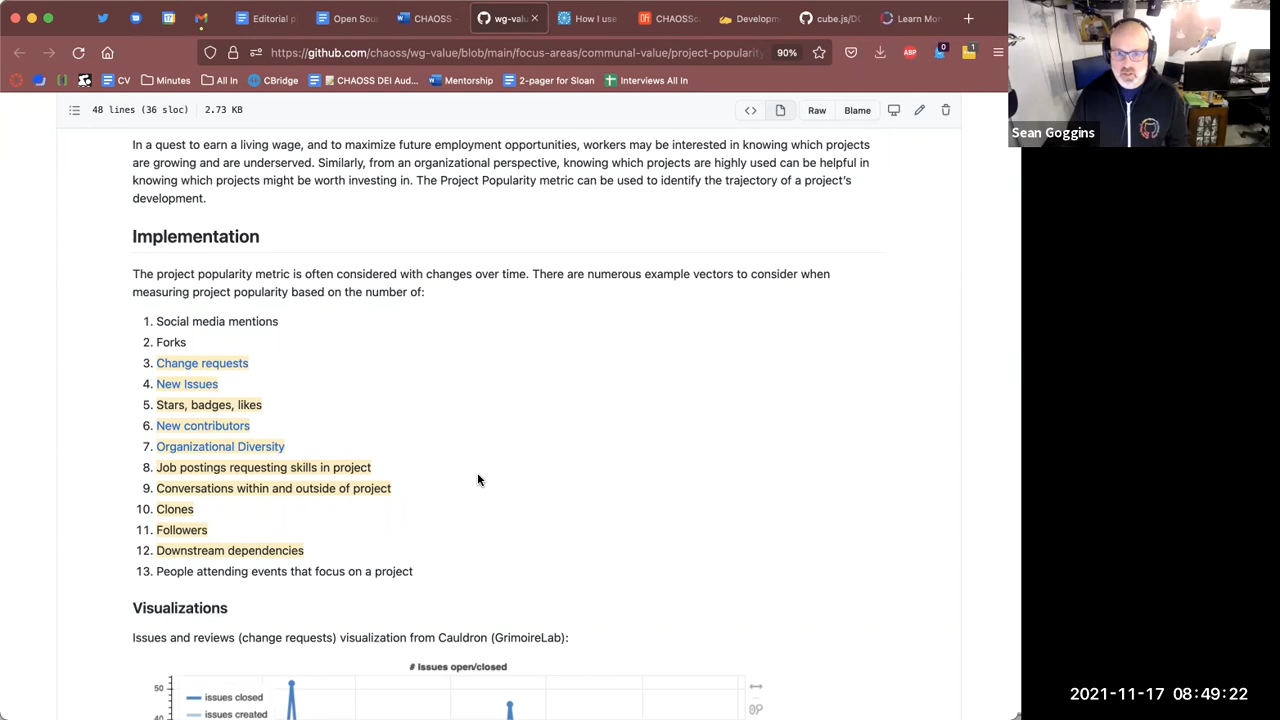 Editorial p
Open Sou
CHAOSS
wg-valu
How I use
CHAOSSc
Developm
cube.js/DO
Learn Mor
https://github.com/chaoss/wg-value/blob/main/focus-areas/communal-value/project-popularity
90%
ABP
0
1
CV
Minutes
All In
CBridge
CHAOSS DEI Aud...
Mentorship
2-pager for Sloan
Interviews All In
48 lines (36 sloc)
2.73 KB
Raw
Blame
In a quest to earn a living wage, and to maximize future employment opportunities, workers may be interested in knowing which projects
are growing and are underserved. Similarly, from an organizational perspective, knowing which projects are highly used can be helpful in
knowing which projects might be worth investing in. The Project Popularity metric can be used to identify the trajectory of a project's
development.
Implementation
The project popularity metric is often considered with changes over time. There are numerous example vectors to consider when
measuring project popularity based on the number of:
1. Social media mentions
2. Forks
3. Change requests
4. New Issues
5. Stars, badges, likes
6. New contributors
7. Organizational Diversity
8. Job postings requesting skills in project
9. Conversations within and outside of project
10. Clones
11. Followers
12. Downstream dependencies
13. People attending events that focus on a project
Visualizations
Issues and reviews (change requests) visualization from Cauldron (GrimoireLab):
# Issues open/closed
50
issues closed
issues created
40
Sean Goggins
2021-11-17 08:49:22